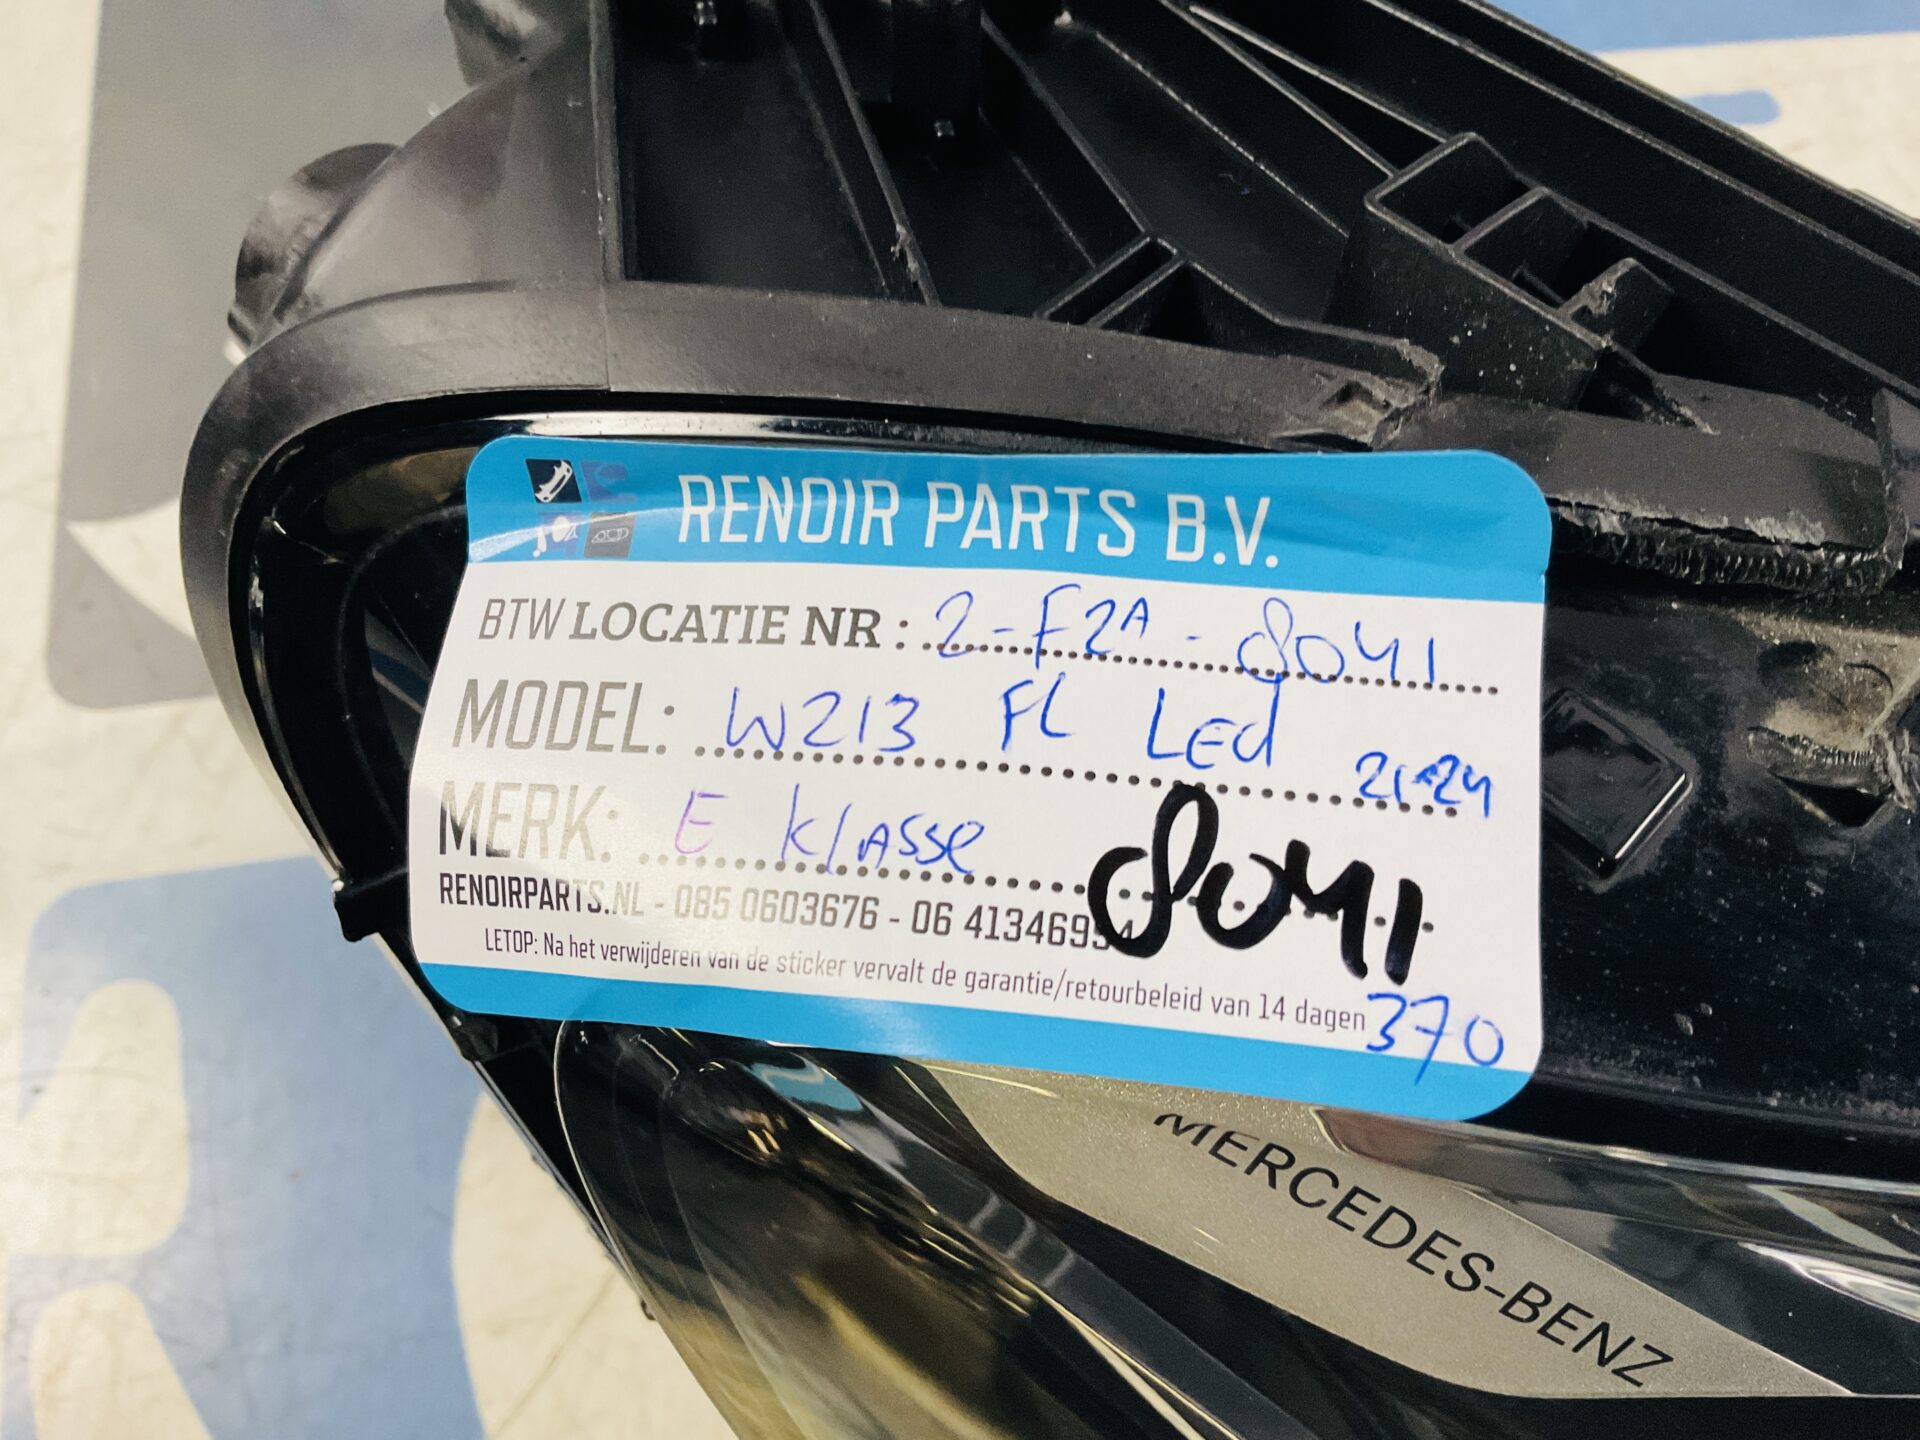 RENOIR PARTS B.V.
BTW LOCATIE NR : 2-F2A - 8041
MODEL: W213 FL LEd 21-24
MERK: E klasse
8041
RENOIRPARTS.NL - 085 0603676 - 06 4134695
LETOP: Na het verwijderen van de sticker vervalt de garantie/retourbeleid van 14 dagen
370
MERCEDES-BENZ